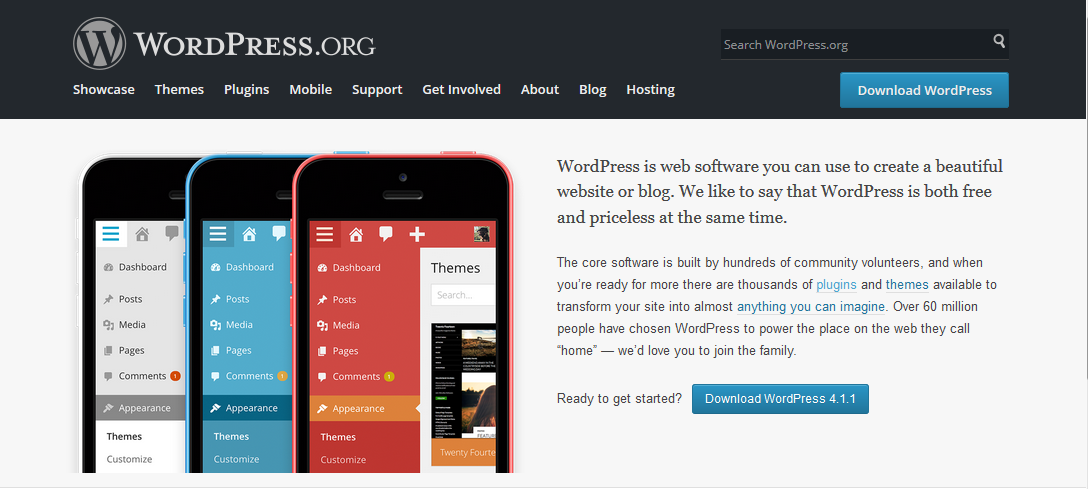 WORDPRESS.ORG
Search WordPress.org
Showcase Themes Plugins Mobile Support Get Involved About Blog Hosting
Download WordPress
WordPress is web software you can use to create a beautiful
website or blog. We like to say that WordPress is both free
and priceless at the same time.
The core software is built by hundreds of community volunteers, and when
you’re ready for more there are thousands of plugins and themes available to
transform your site into almost anything you can imagine. Over 60 million
people have chosen WordPress to power the place on the web they call
“home” — we’d love you to join the family.
Ready to get started? Download WordPress 4.1.1
Dashboard
Posts
Media
Pages
Comments 1
Appearance
Themes
Customize
Dashboard
Posts
Media
Pages
Comments 1
Appearance
Themes
Customize
Dashboard
Posts
Media
Pages
Comments 1
Appearance
Themes
Customize
Themes
Search...
Twenty Fourteen